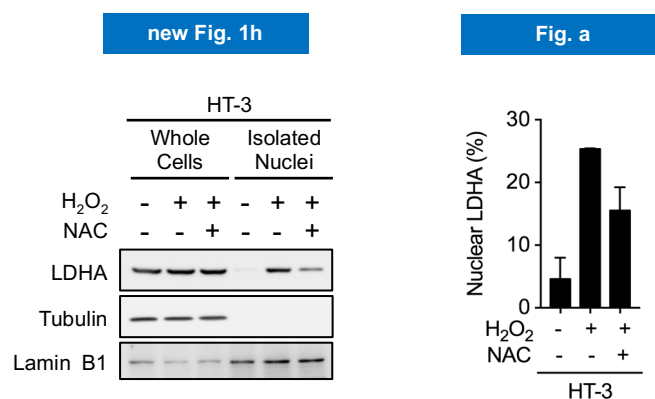 new Fig. 1h
HT-3
Whole Cells
Isolated Nuclei
H₂O₂ - + + - + +
NAC - - + - - +
LDHA
Tubulin
Lamin B1
Fig. a
Nuclear LDHA (%)
30
20
10
0
H₂O₂ - + +
NAC - - +
HT-3